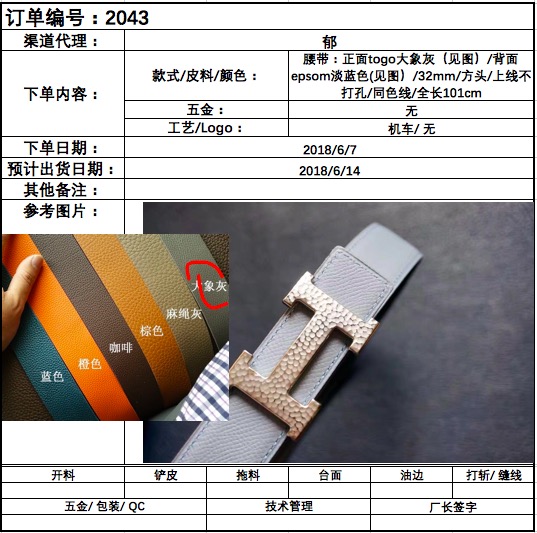 订单编号：2043
渠道代理： 郁
下单内容： 款式/皮料/颜色： 腰带：正面togo大象灰（见图）/背面
epsom淡蓝色(见图）/32mm/方头/上线不
打孔/同色线/全长101cm
五金： 无
工艺/Logo： 机车/ 无
下单日期： 2018/6/7
预计出货日期： 2018/6/14
其他备注：
参考图片：
大象灰
麻绳灰
棕色
咖啡
橙色
蓝色
开料 铲皮 拖料 台面 油边 打斩/ 缝线
五金/ 包装/ QC 技术管理 厂长签字